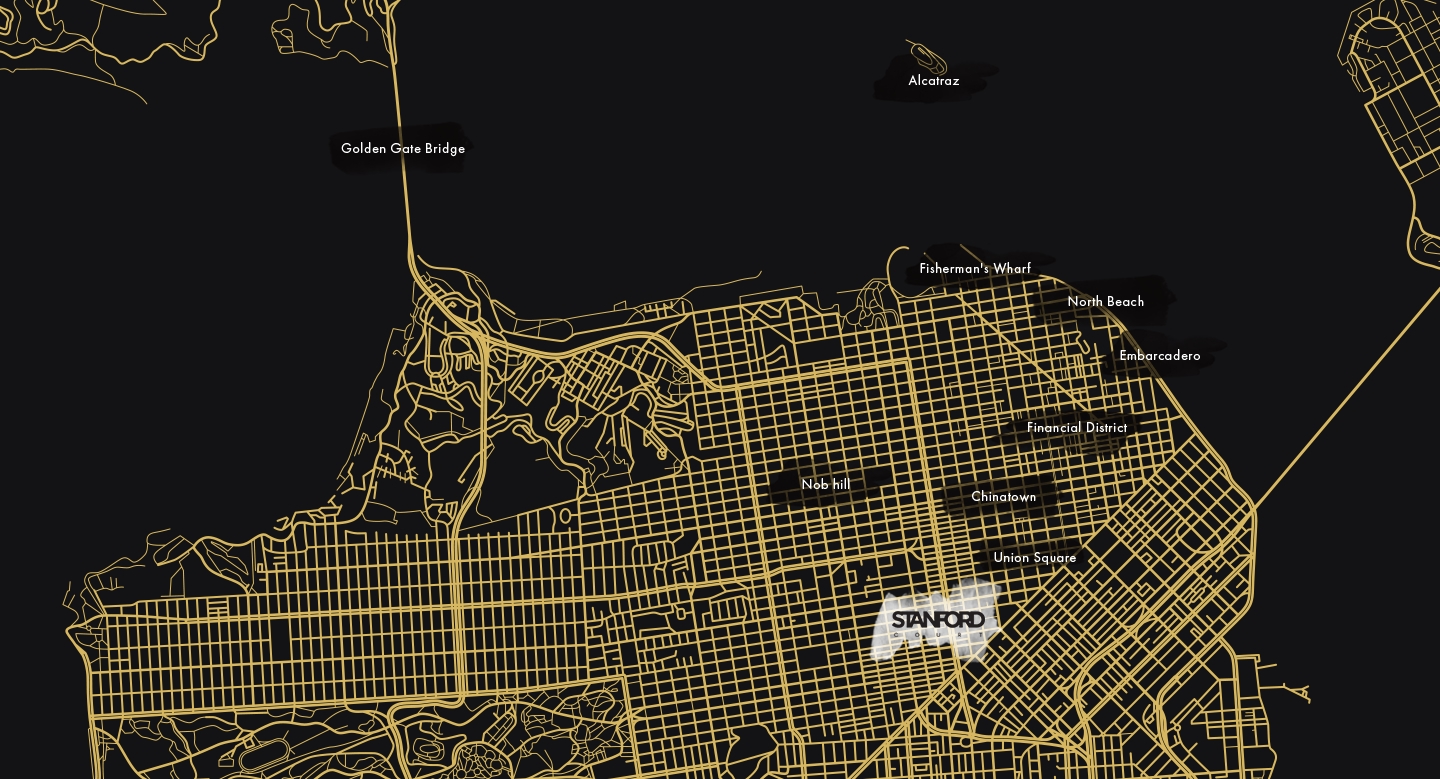 Alcatraz
Golden Gate Bridge
Fisherman's Wharf
North Beach
Embarcadero
Financial District
Nob hill
Chinatown
Union Square
STANFORD
COURT